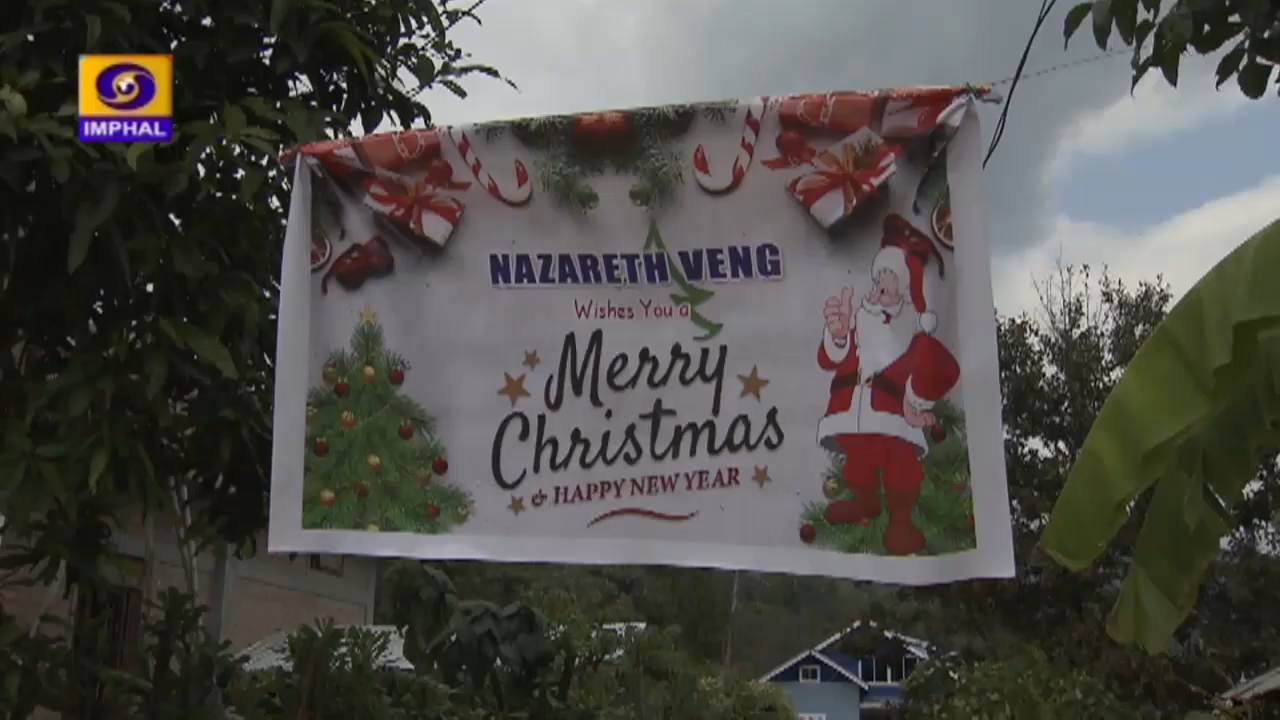 IMPHAL
NAZARETH VENG
Wishes You a
Merry
Christmas
& HAPPY NEW YEAR